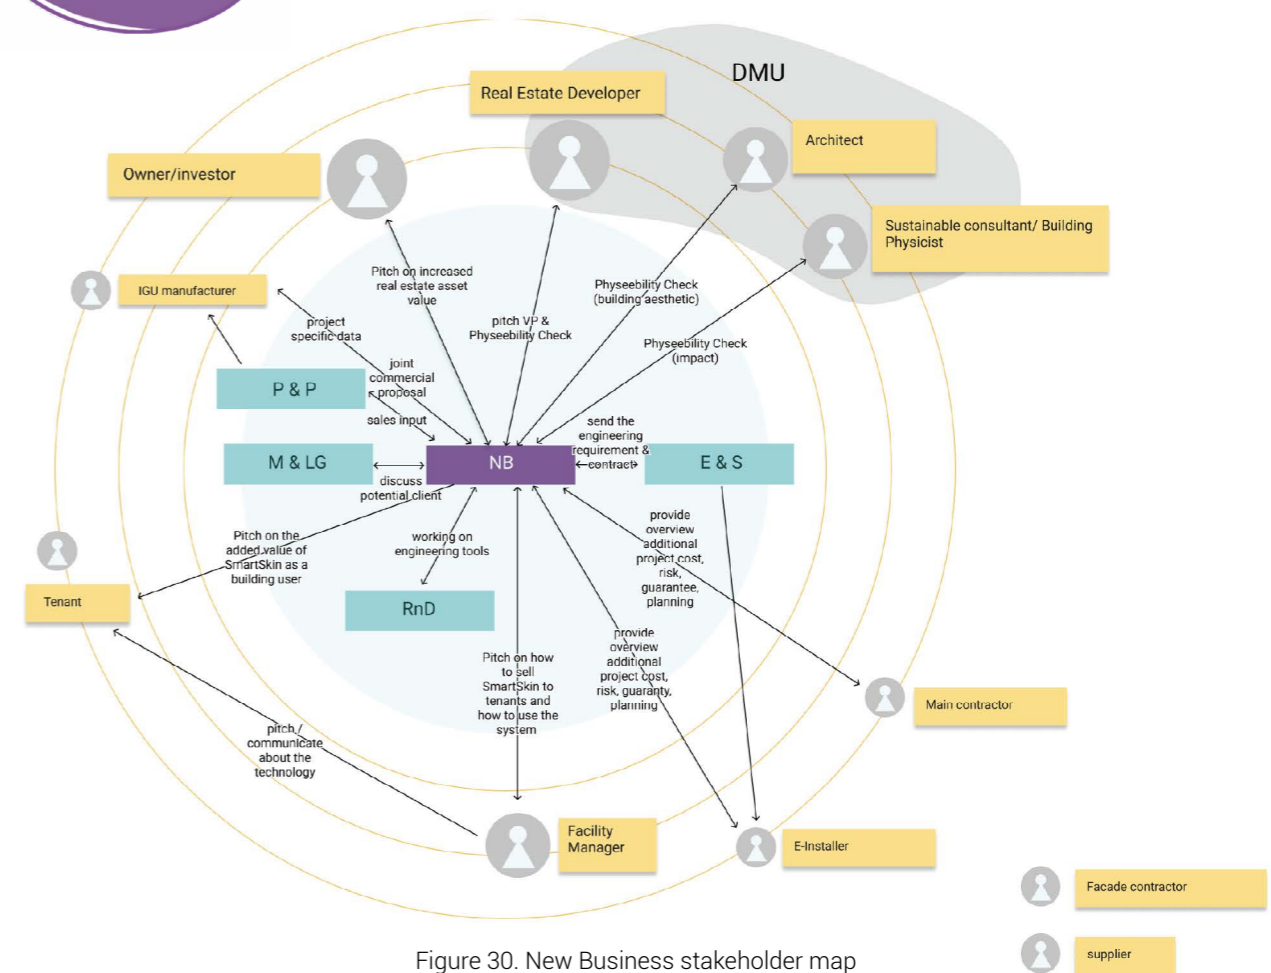 DMU
Real Estate Developer
Architect
Owner/investor
Sustainable consultant/ Building
Physicist
IGU manufacturer
Pitch on increased
real estate asset
value
Physeebility Check
(building aesthetic)
project
specific data
pitch VP &
Physeebility Check
Physeebility Check
(impact)
joint
commercial
proposal
P & P
sales input
send the
engineering
requirement &
contract
M & LG
NB
E & S
discuss
potential client
Pitch on the
added value of
SmartSkin as a
building user
working on
engineering tools
provide
overview
additional
project cost,
risk,
guarantee,
planning
Tenant
RnD
provide
overview
additional
project cost,
risk, guaranty,
planning
Pitch on how
to sell
SmartSkin to
tenants and
how to use the
system
Main contractor
pitch /
communicate
about the
technology
Facility
Manager
E-Installer
Facade contractor
supplier
Figure 30. New Business stakeholder map